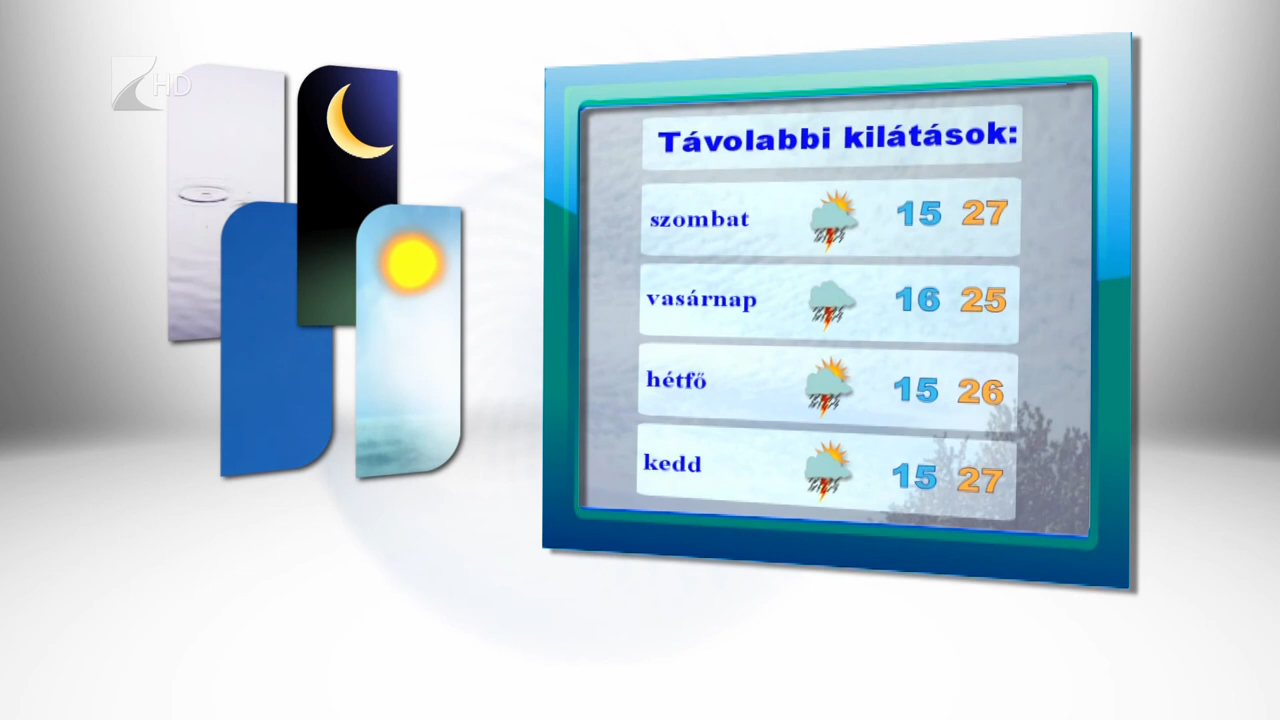 HD
Távolabbi kilátások:
szombat 15 27
vasárnap 16 25
hétfő 15 26
kedd 15 27